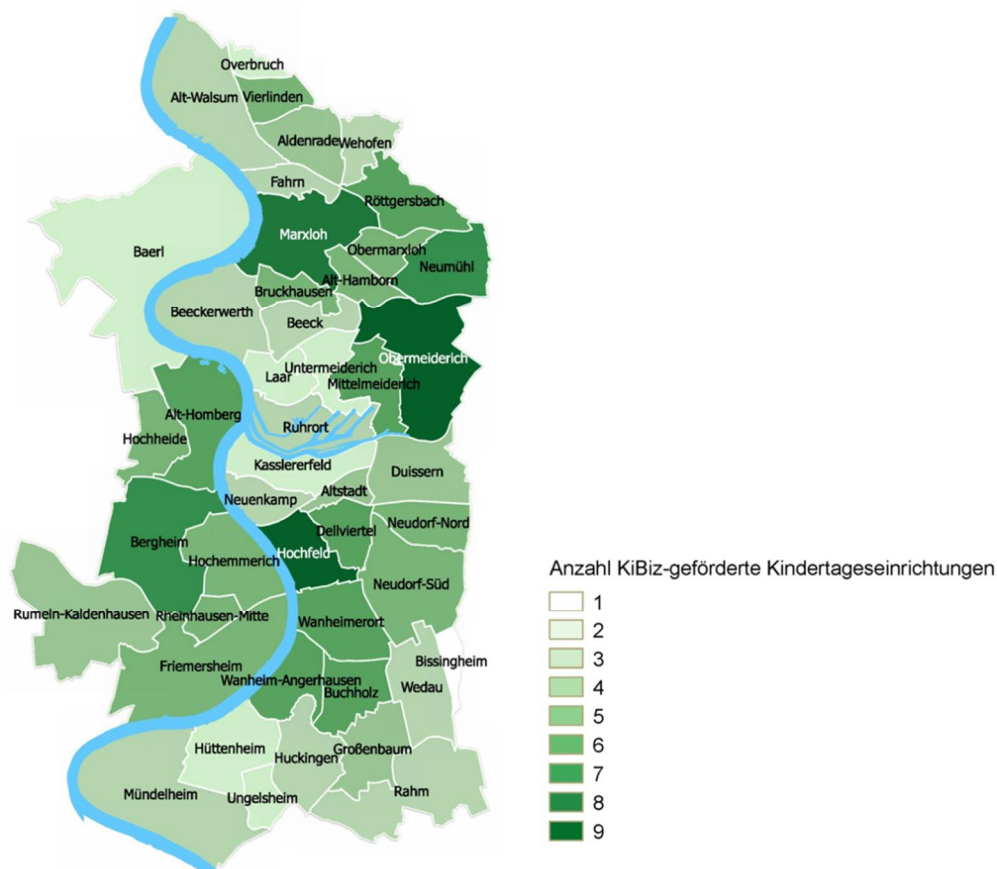 Overbruch
Alt-Walsum
Vierlinden
Aldenrade
Wehofen
Fahrn
Röttgersbach
Marxloh
Obermarxloh
Baerl
Neumühl
Alt-Hamborn
Bruckhausen
Beeckerwerth
Beeck
Obermeiderich
Untermeiderich
Laar
Mittelmeiderich
Alt-Homberg
Ruhrort
Hochheide
Kasslererfeld
Duissern
Altstadt
Neuenkamp
Neudorf-Nord
Dellviertel
Bergheim
Hochfeld
Hochemmerich
Neudorf-Süd
Rumeln-Kaldenhausen
Rheinhausen-Mitte
Wanheimerort
Bissingheim
Friemersheim
Wanheim-Angerhausen
Wedau
Buchholz
Hüttenheim
Großenbaum
Huckingen
Rahm
Mündelheim
Ungelsheim
Anzahl KiBiz-geförderte Kindertageseinrichtungen
1
2
3
4
5
6
7
8
9